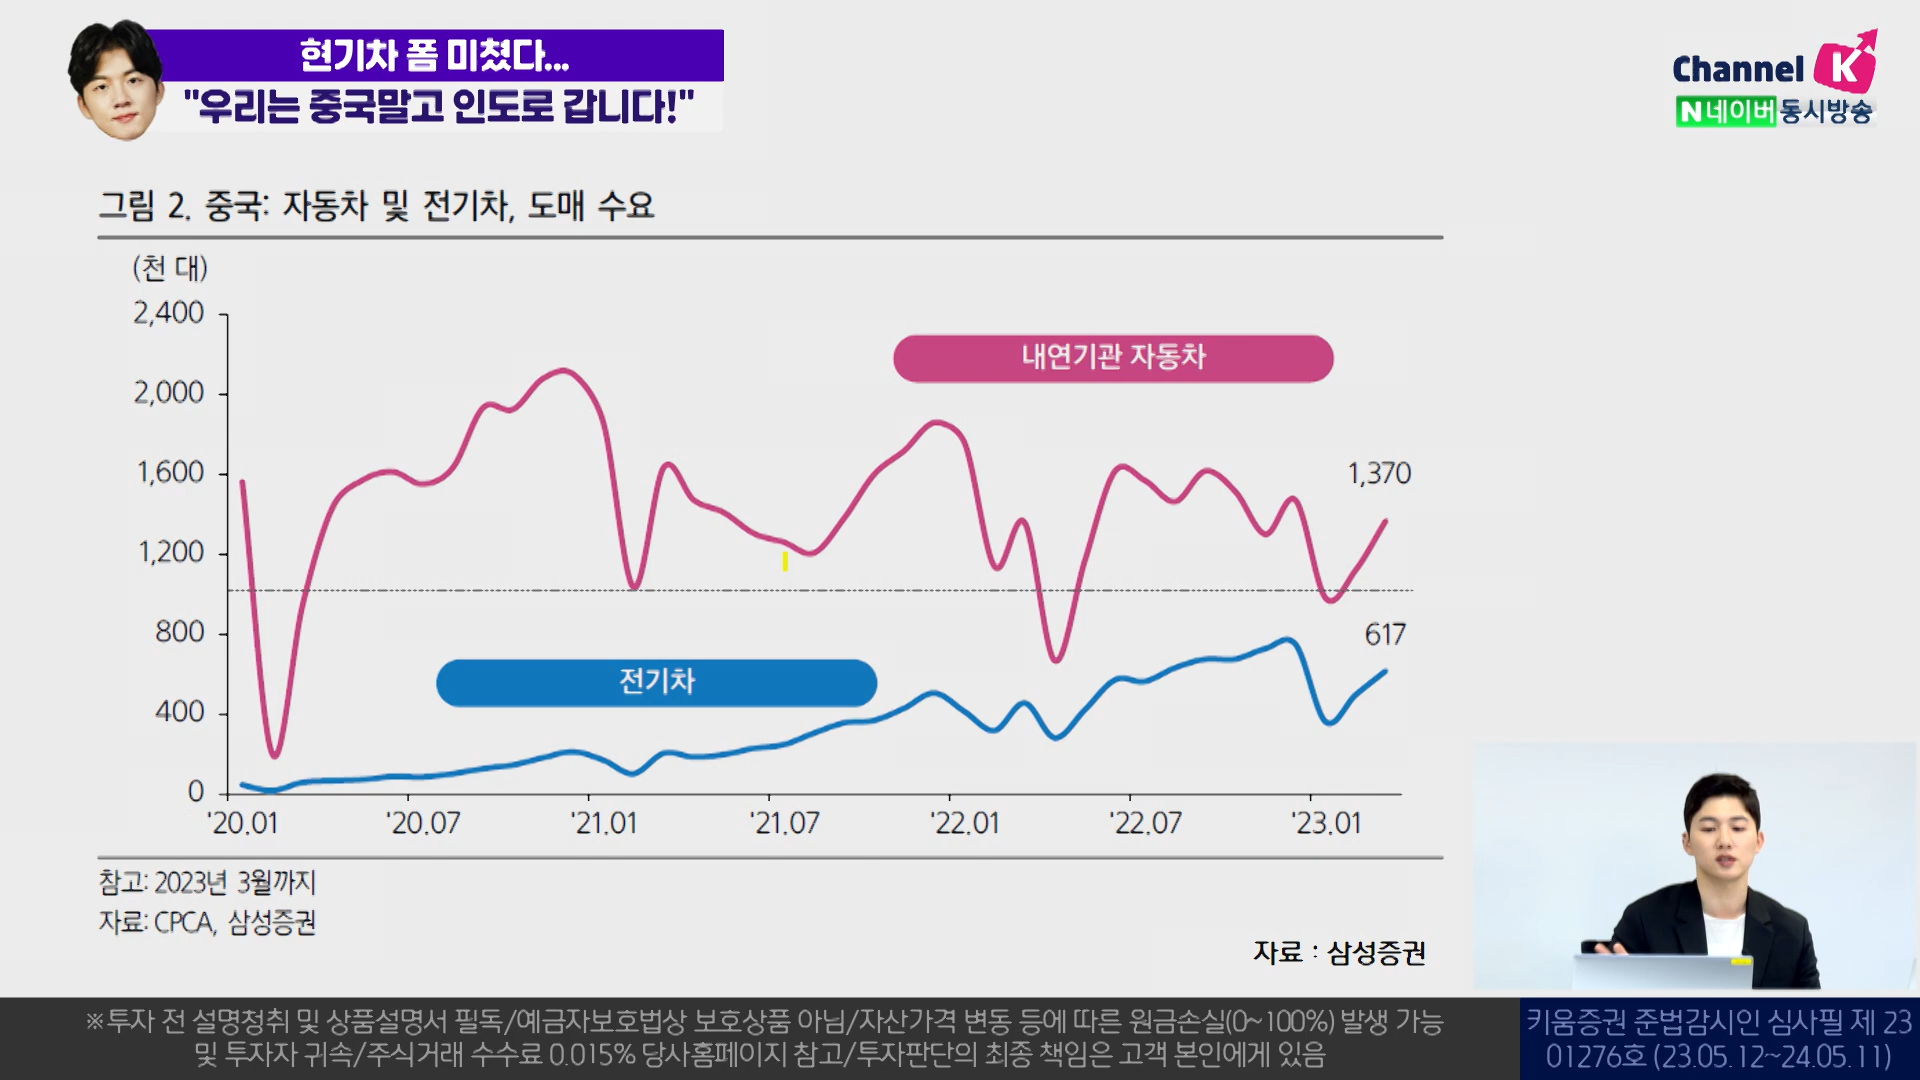 현기차 폼 미쳤다...
"우리는 중국말고 인도로 갑니다!"
Channel K
N 네이버 동시방송
그림 2. 중국: 자동차 및 전기차, 도매 수요
(천 대)
2,400
2,000
1,600
1,200
800
400
0
내연기관 자동차
1,370
617
전기차
'20.01 '20.07 '21.01 '21.07 '22.01 '22.07 '23.01
참고: 2023년 3월까지
자료: CPCA, 삼성증권
자료 : 삼성증권
※투자 전 설명청취 및 상품설명서 필독/예금자보호법상 보호상품 아님/자산가격 변동 등에 따른 원금손실(0~100%) 발생 가능
및 투자자 귀속/주식거래 수수료 0.015% 당사홈페이지 참고/투자판단의 최종 책임은 고객 본인에게 있음
키움증권 준법감시인 심사필 제 23
01276호 (23.05.12~24.05.11)